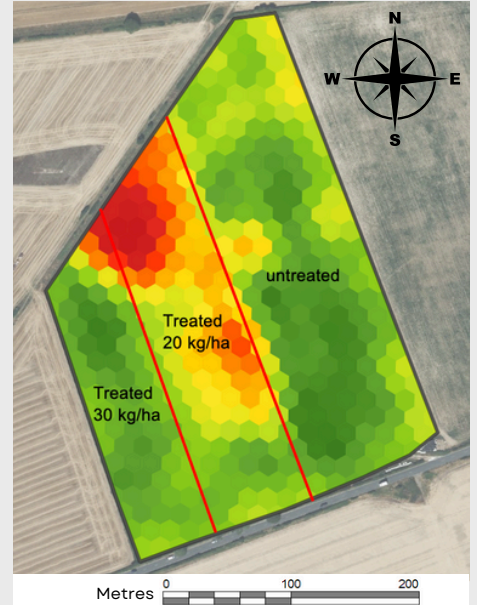 N
W E
S
untreated
Treated
20 kg/ha
Treated
30 kg/ha
0 100 200
Metres